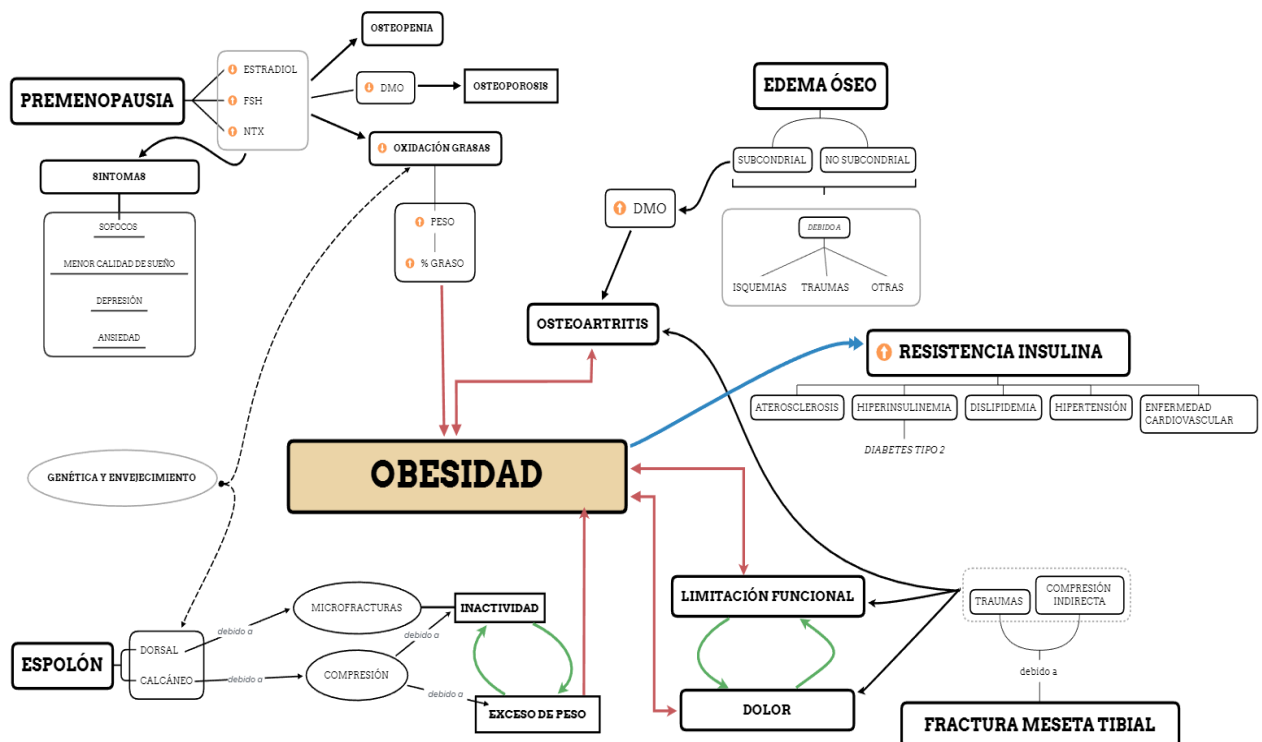 OSTEOPENIA
ESTRADIOL
FSH
NTX
PREMENOPAUSIA
DMO
OSTEOPOROSIS
OXIDACIÓN GRASAS
SINTOMAS
SOFOCOS
MENOR CALIDAD DE SUEÑO
DEPRESIÓN
ANSIEDAD
PESO
% GRASO
EDEMA ÓSEO
SUBCONDRIAL
NO SUBCONDRIAL
DMO
DEBIDO A
ISQUEMIAS
TRAUMAS
OTRAS
OSTEOARTRITIS
RESISTENCIA INSULINA
ATEROSCLEROSIS
HIPERINSULINEMIA
DISLIPIDEMIA
HIPERTENSIÓN
ENFERMEDAD
CARDIOVASCULAR
DIABETES TIPO 2
OBESIDAD
GENÉTICA Y ENVEJECIMIENTO
ESPOLÓN
DORSAL
CALCÁNEO
debido a
debido a
MICROFRACTURAS
COMPRESIÓN
debido a
debido a
INACTIVIDAD
EXCESO DE PESO
LIMITACIÓN FUNCIONAL
DOLOR
TRAUMAS
COMPRESIÓN
INDIRECTA
debido a
FRACTURA MESETA TIBIAL